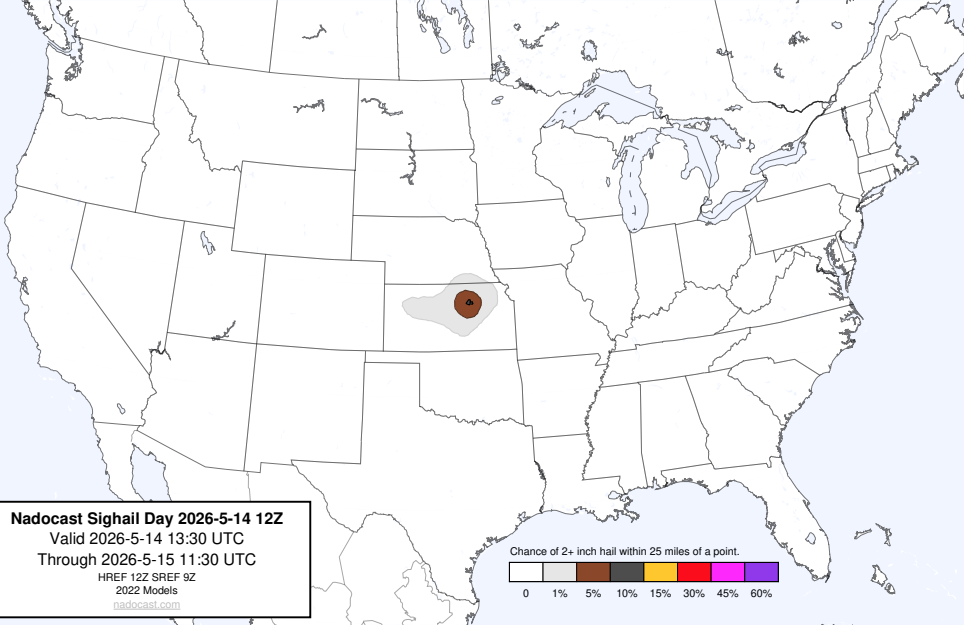 Nadocast Sighail Day 2026-5-14 12Z
Valid 2026-5-14 13:30 UTC
Through 2026-5-15 11:30 UTC
HREF 12Z SREF 9Z
2022 Models
nadocast.com
Chance of 2+ inch hail within 25 miles of a point.
0 1% 5% 10% 15% 30% 45% 60%